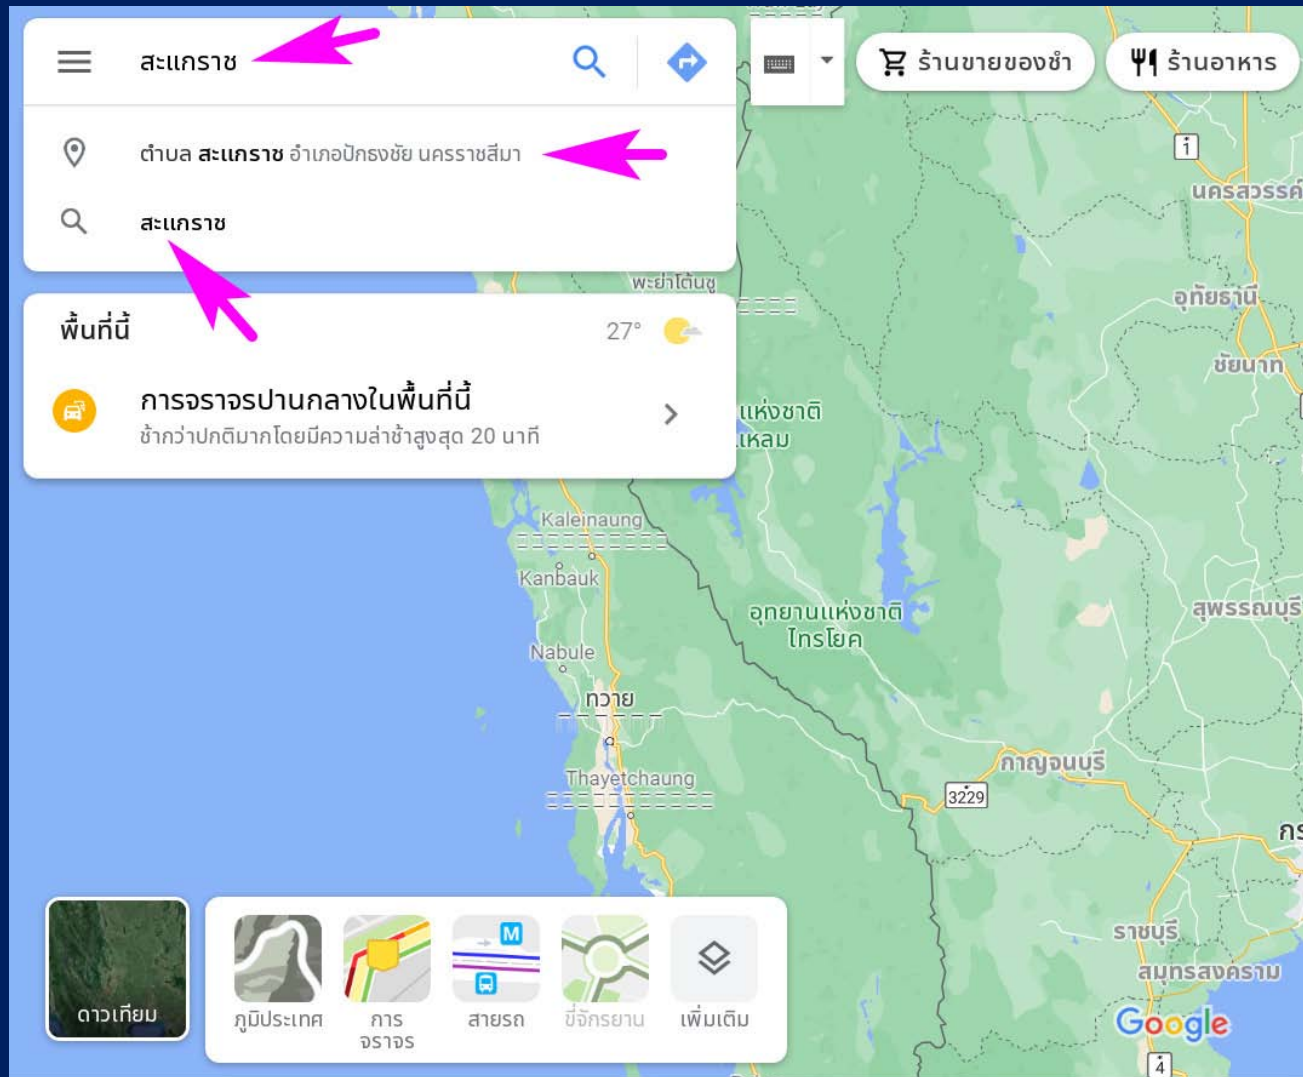 สะแกราช
ร้านขายของชำ
ร้านอาหาร
ตำบล สะแกราช อำเภอปักธงชัย นครราชสีมา
สะแกราช
พื้นที่นี้
27°
การจราจรปานกลางในพื้นที่นี้
ช้ากว่าปกติมากโดยมีความล่าช้าสูงสุด 20 นาที
1
นครสวรรค์
พะย่าโต้นซู
อุทัยธานี
ชัยนาท
แห่งชาติ
แหลม
Kaleinaung
Kanbauk
อุทยานแห่งชาติ
ไทรโยค
สุพรรณบุรี
Nabule
ทวาย
Thayetchaung
กาญจนบุรี
3229
กร
ราชบุรี
สมุทรสงคราม
ดาวเทียม
ภูมิประเทศ
การ
จราจร
M
สายรถ
ขี่จักรยาน
เพิ่มเติม
Google
4